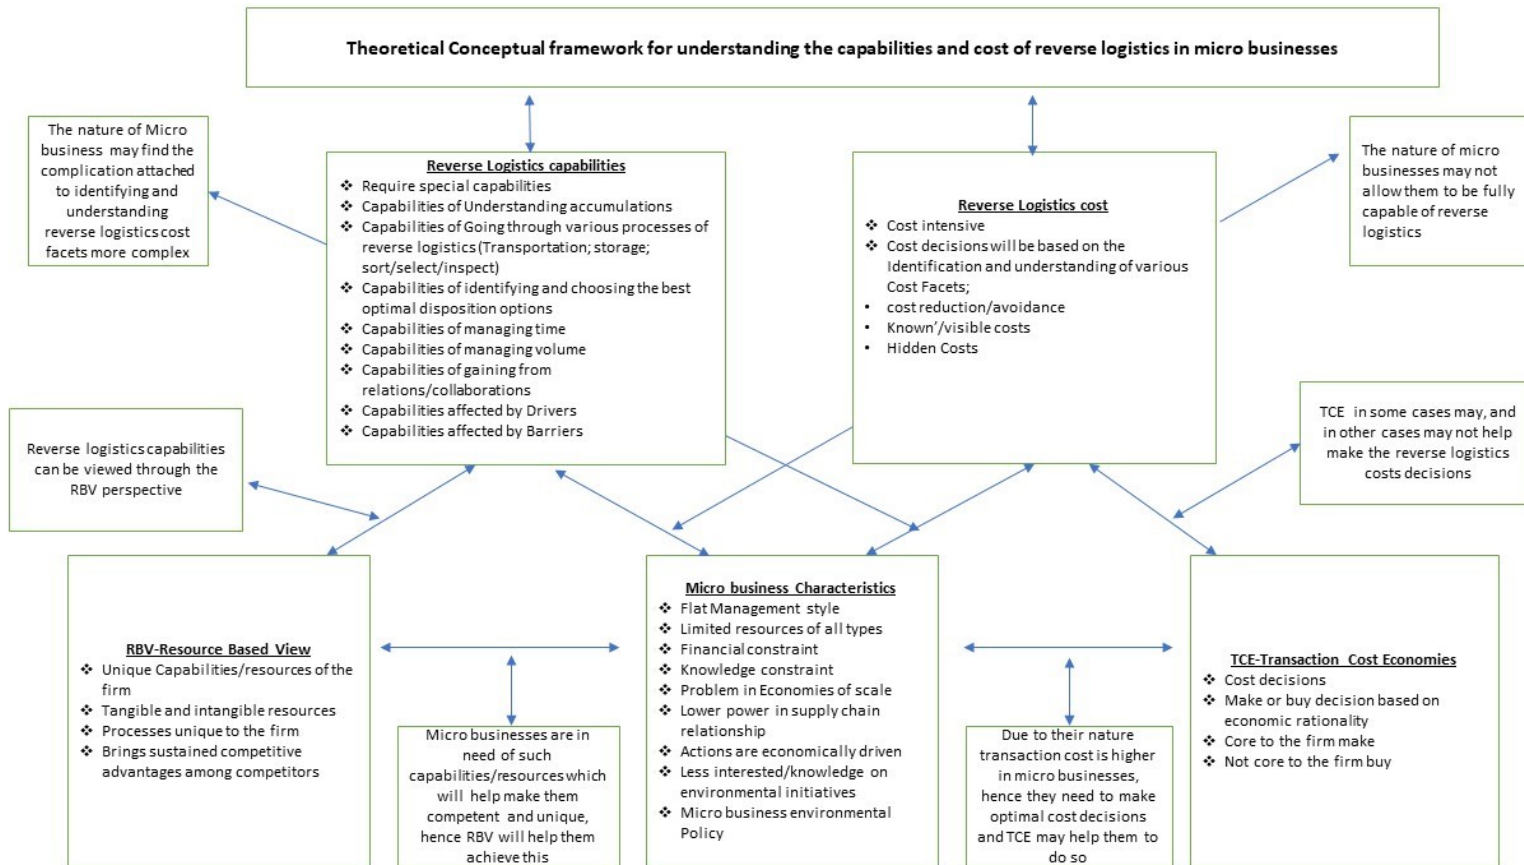 Theoretical Conceptual framework for understanding the capabilities and cost of reverse logistics in micro businesses
The nature of Micro
business may find the
complication attached
to identifying and
understanding
reverse logistics cost
facets more complex
Reverse Logistics capabilities
❖ Require special capabilities
❖ Capabilities of Understanding accumulations
❖ Capabilities of Going through various processes of
reverse logistics (Transportation; storage;
sort/select/inspect)
❖ Capabilities of identifying and choosing the best
optimal disposition options
❖ Capabilities of managing time
❖ Capabilities of managing volume
❖ Capabilities of gaining from
relations/collaborations
❖ Capabilities affected by Drivers
❖ Capabilities affected by Barriers
Reverse Logistics cost
❖ Cost intensive
❖ Cost decisions will be based on the
Identification and understanding of various
Cost Facets;
• cost reduction/avoidance
• Known’/visible costs
• Hidden Costs
The nature of micro
businesses may not
allow them to be fully
capable of reverse
logistics
Reverse logistics capabilities
can be viewed through the
RBV perspective
TCE in some cases may, and
in other cases may not help
make the reverse logistics
costs decisions
RBV-Resource Based View
❖ Unique Capabilities/resources of the
firm
❖ Tangible and intangible resources
❖ Processes unique to the firm
❖ Brings sustained competitive
advantages among competitors
Micro business Characteristics
❖ Flat Management style
❖ Limited resources of all types
❖ Financial constraint
❖ Knowledge constraint
❖ Problem in Economies of scale
❖ Lower power in supply chain
relationship
❖ Actions are economically driven
❖ Less interested/knowledge on
environmental initiatives
❖ Micro business environmental
Policy
TCE-Transaction Cost Economies
❖ Cost decisions
❖ Make or buy decision based on
economic rationality
❖ Core to the firm make
❖ Not core to the firm buy
Micro businesses are in
need of such
capabilities/resources which
will help make them
competent and unique,
hence RBV will help them
achieve this
Due to their nature
transaction cost is higher
in micro businesses,
hence they need to make
optimal cost decisions
and TCE may help them to
do so